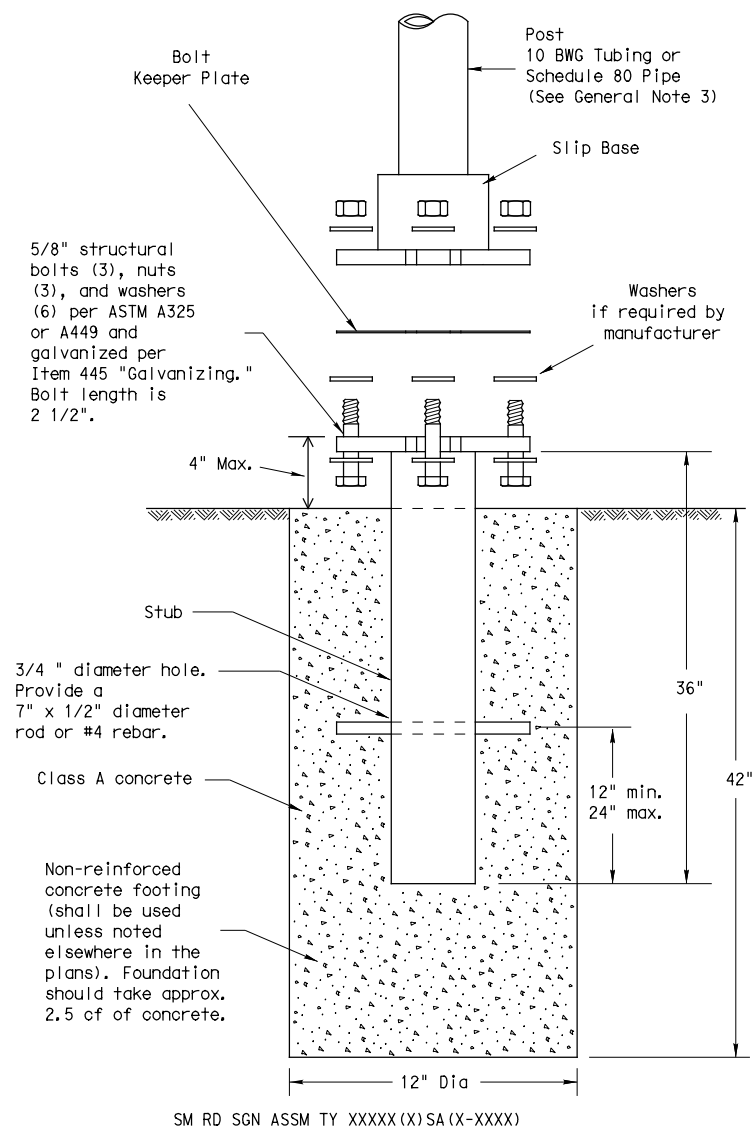 Post
10 BWG Tubing or
Schedule 80 Pipe
(See General Note 3)
Bolt
Keeper Plate
Slip Base
5/8" structural
bolts (3), nuts
(3), and washers
(6) per ASTM A325
or A449 and
galvanized per
Item 445 "Galvanizing."
Bolt length is
2 1/2".
Washers
if required by
manufacturer
4" Max.
Stub
3/4 " diameter hole.
Provide a
7" x 1/2" diameter
rod or #4 rebar.
36"
Class A concrete
12" min.
24" max.
42"
Non-reinforced
concrete footing
(shall be used
unless noted
elsewhere in the
plans). Foundation
should take approx.
2.5 cf of concrete.
12" Dia
SM RD SGN ASSM TY XXXXX(X)SA(X-XXXX)